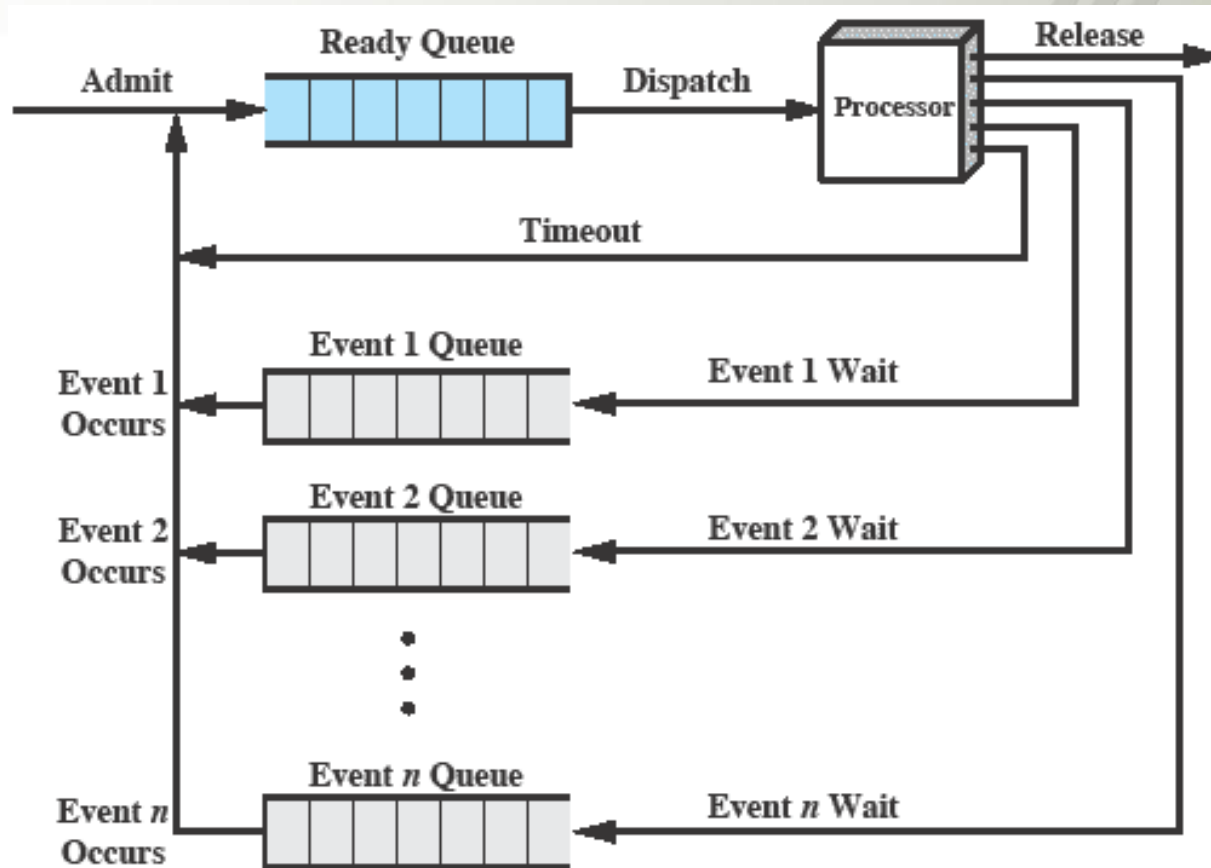 Ready Queue
Release
Admit
Dispatch
Processor
Timeout
Event 1 Queue
Event 1 Wait
Event 1
Occurs
Event 2 Queue
Event 2 Wait
Event 2
Occurs
Event n Queue
Event n Wait
Event n
Occurs